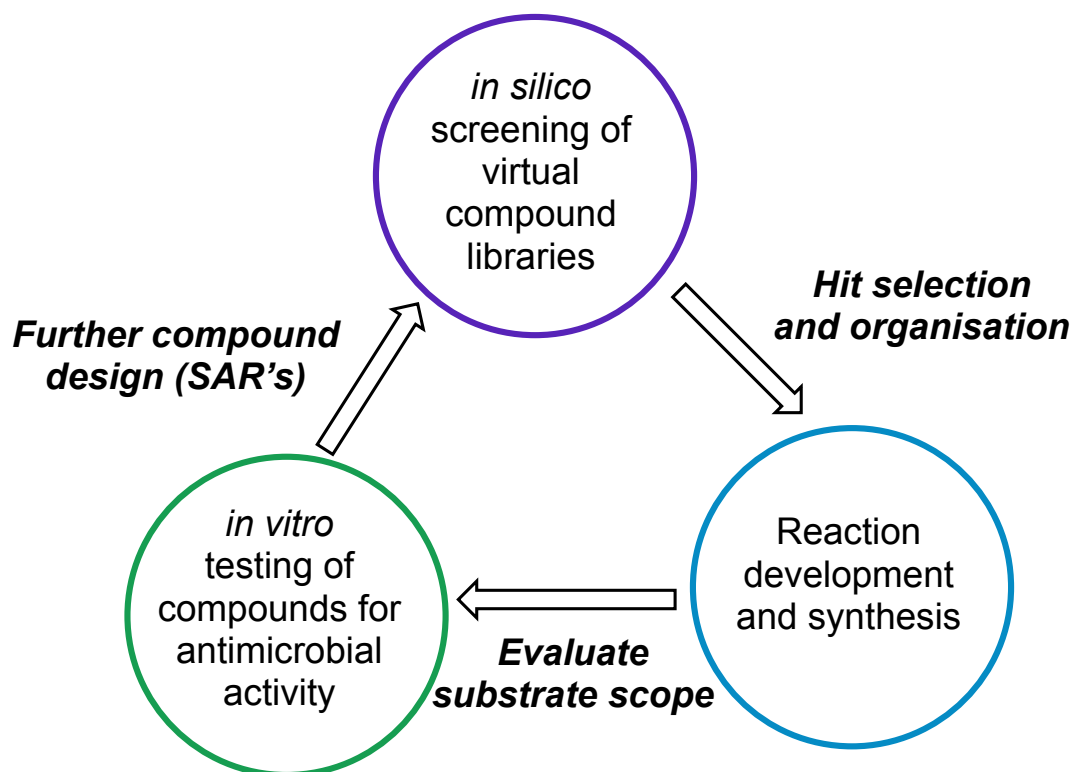 in silico
screening of
virtual
compound
libraries
Hit selection
and organisation
Further compound
design (SAR's)
in vitro
testing of
compounds for
antimicrobial
activity
Reaction
development
and synthesis
Evaluate
substrate scope